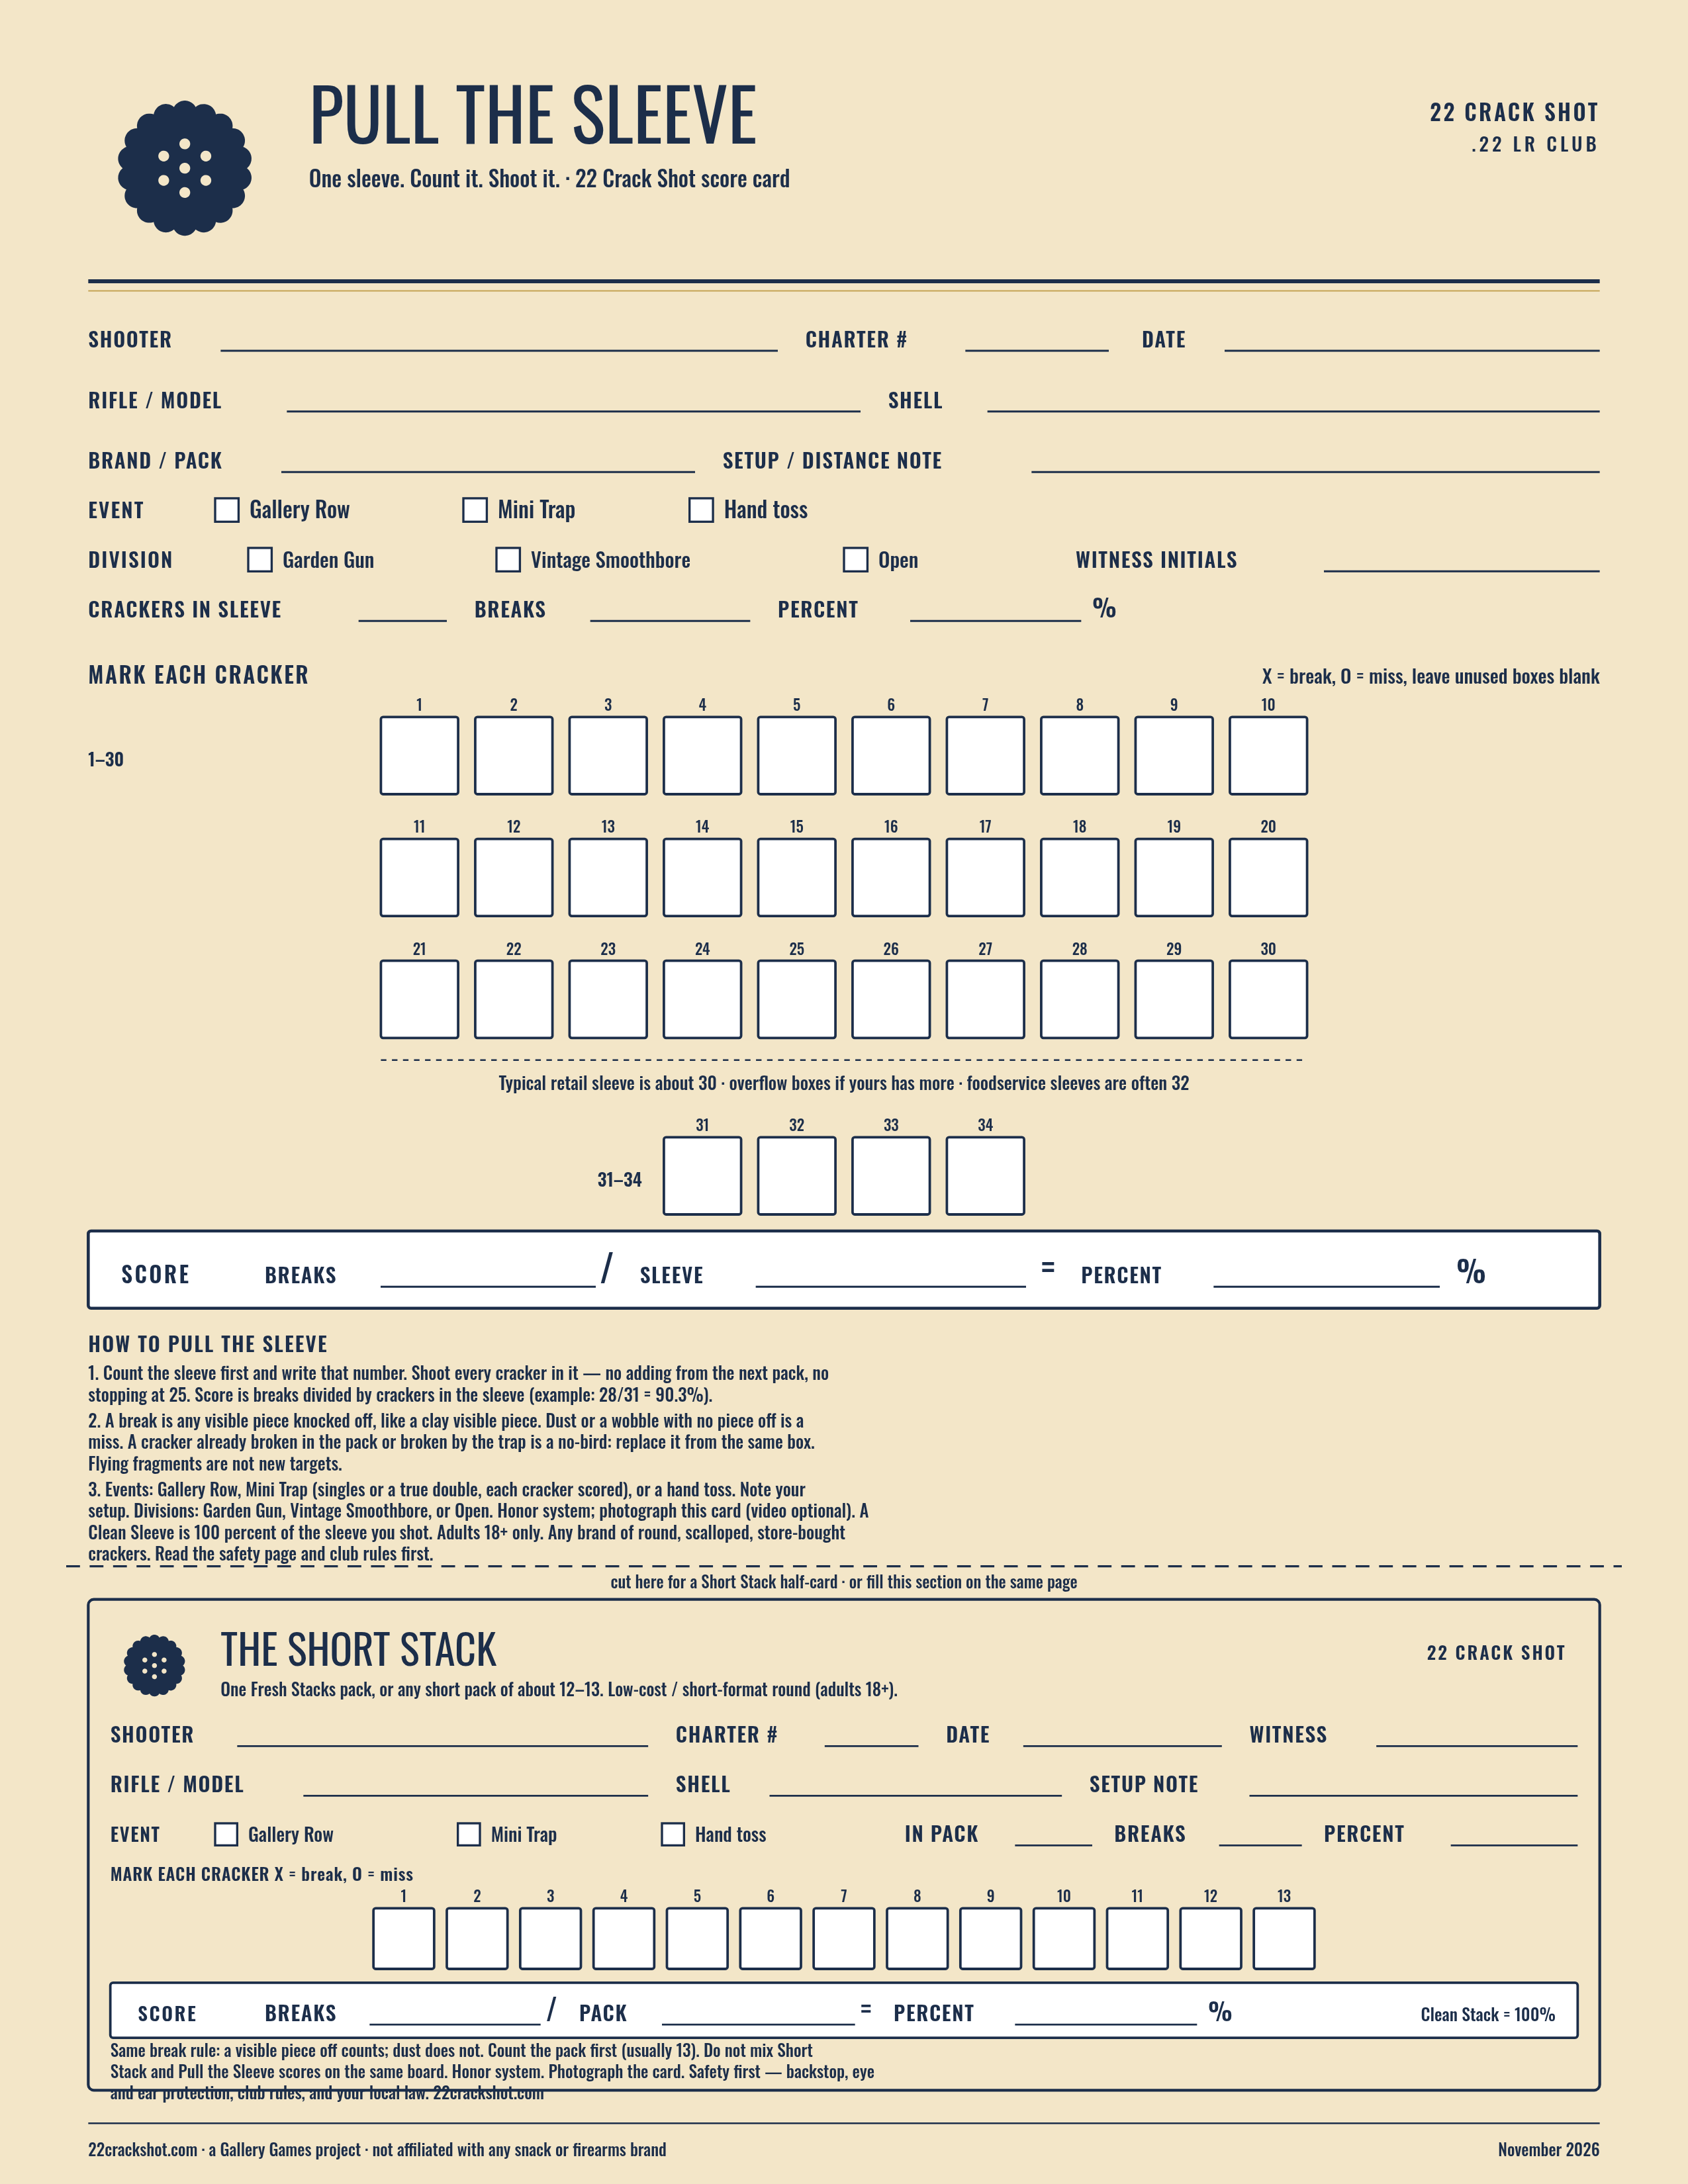 PULL THE SLEEVE
One sleeve. Count it. Shoot it. · 22 Crack Shot score card
22 CRACK SHOT
.22 LR CLUB
SHOOTER CHARTER # DATE
RIFLE / MODEL SHELL
BRAND / PACK SETUP / DISTANCE NOTE
EVENT Gallery Row Mini Trap Hand toss
DIVISION Garden Gun Vintage Smoothbore Open WITNESS INITIALS
CRACKERS IN SLEEVE BREAKS PERCENT %
MARK EACH CRACKER X = break, O = miss, leave unused boxes blank
1 2 3 4 5 6 7 8 9 10
1–30
11 12 13 14 15 16 17 18 19 20
21 22 23 24 25 26 27 28 29 30
Typical retail sleeve is about 30 · overflow boxes if yours has more · foodservice sleeves are often 32
31 32 33 34
31–34
SCORE BREAKS / SLEEVE = PERCENT %
HOW TO PULL THE SLEEVE
1. Count the sleeve first and write that number. Shoot every cracker in it — no adding from the next pack, no
stopping at 25. Score is breaks divided by crackers in the sleeve (example: 28/31 = 90.3%).
2. A break is any visible piece knocked off, like a clay visible piece. Dust or a wobble with no piece off is a
miss. A cracker already broken in the pack or broken by the trap is a no-bird: replace it from the same box.
Flying fragments are not new targets.
3. Events: Gallery Row, Mini Trap (singles or a true double, each cracker scored), or a hand toss. Note your
setup. Divisions: Garden Gun, Vintage Smoothbore, or Open. Honor system; photograph this card (video optional). A
Clean Sleeve is 100 percent of the sleeve you shot. Adults 18+ only. Any brand of round, scalloped, store-bought
crackers. Read the safety page and club rules first.
cut here for a Short Stack half-card · or fill this section on the same page
THE SHORT STACK
22 CRACK SHOT
One Fresh Stacks pack, or any short pack of about 12–13. Low-cost / short-format round (adults 18+).
SHOOTER CHARTER # DATE WITNESS
RIFLE / MODEL SHELL SETUP NOTE
EVENT Gallery Row Mini Trap Hand toss IN PACK BREAKS PERCENT
MARK EACH CRACKER X = break, O = miss
1 2 3 4 5 6 7 8 9 10 11 12 13
SCORE BREAKS / PACK = PERCENT % Clean Stack = 100%
Same break rule: a visible piece off counts; dust does not. Count the pack first (usually 13). Do not mix Short
Stack and Pull the Sleeve scores on the same board. Honor system. Photograph the card. Safety first — backstop, eye
and ear protection, club rules, and your local law. 22crackshot.com
22crackshot.com · a Gallery Games project · not affiliated with any snack or firearms brand
November 2026